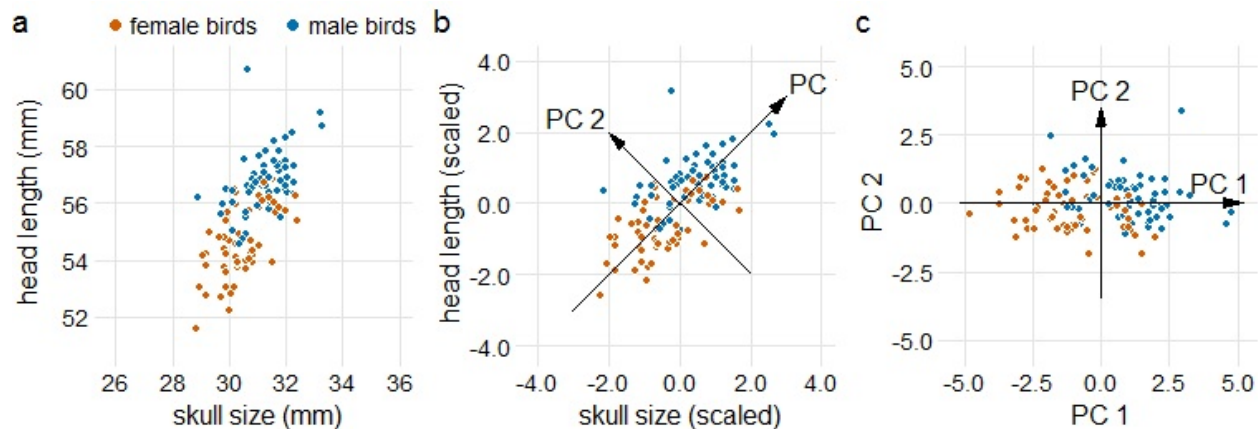 a
female birds
male birds
head length (mm)
60
58
56
54
52
26
28
30
32
34
36
skull size (mm)
b
head length (scaled)
4.0
2.0
0.0
-2.0
-4.0
PC 2
PC
-4.0
-2.0
0.0
2.0
4.0
skull size (scaled)
c
PC 2
5.0
2.5
0.0
-2.5
-5.0
PC 2
PC 1
-5.0
-2.5
0.0
2.5
5.0
PC 1